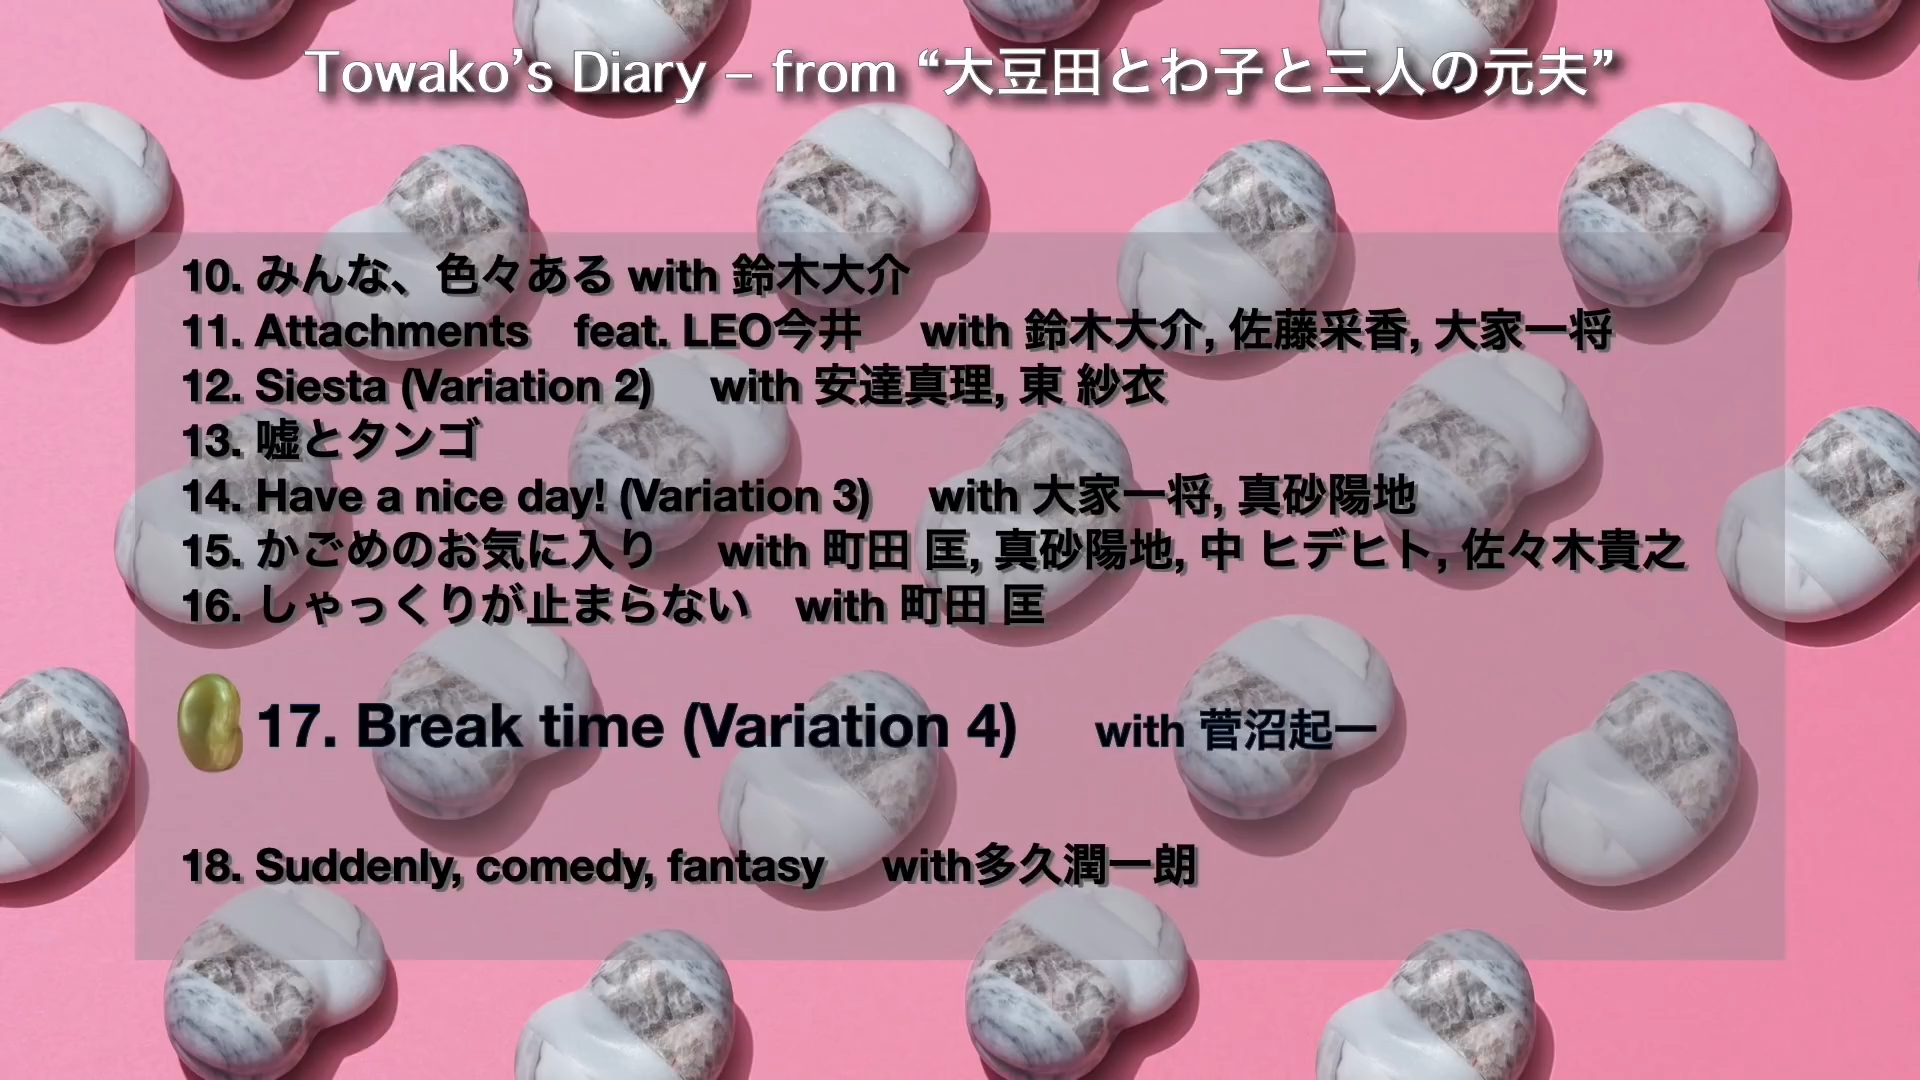 Towako’s Diary – from “大豆田とわ子と三人の元夫”
10. みんな、色々ある with 鈴木大介
11. Attachments　feat. LEO今井　 with 鈴木大介, 佐藤采香, 大家一将
12. Siesta (Variation 2)　 with 安達真理, 東 紗衣
13. 嘘とタンゴ
14. Have a nice day! (Variation 3)　 with 大家一将, 真砂陽地
15. かごめのお気に入り　 with 町田 匡, 真砂陽地, 中 ヒデヒト, 佐々木貴之
16. しゃっくりが止まらない　with 町田 匡
17. Break time (Variation 4)　 with 菅沼起一
18. Suddenly, comedy, fantasy　 with多久潤一朗